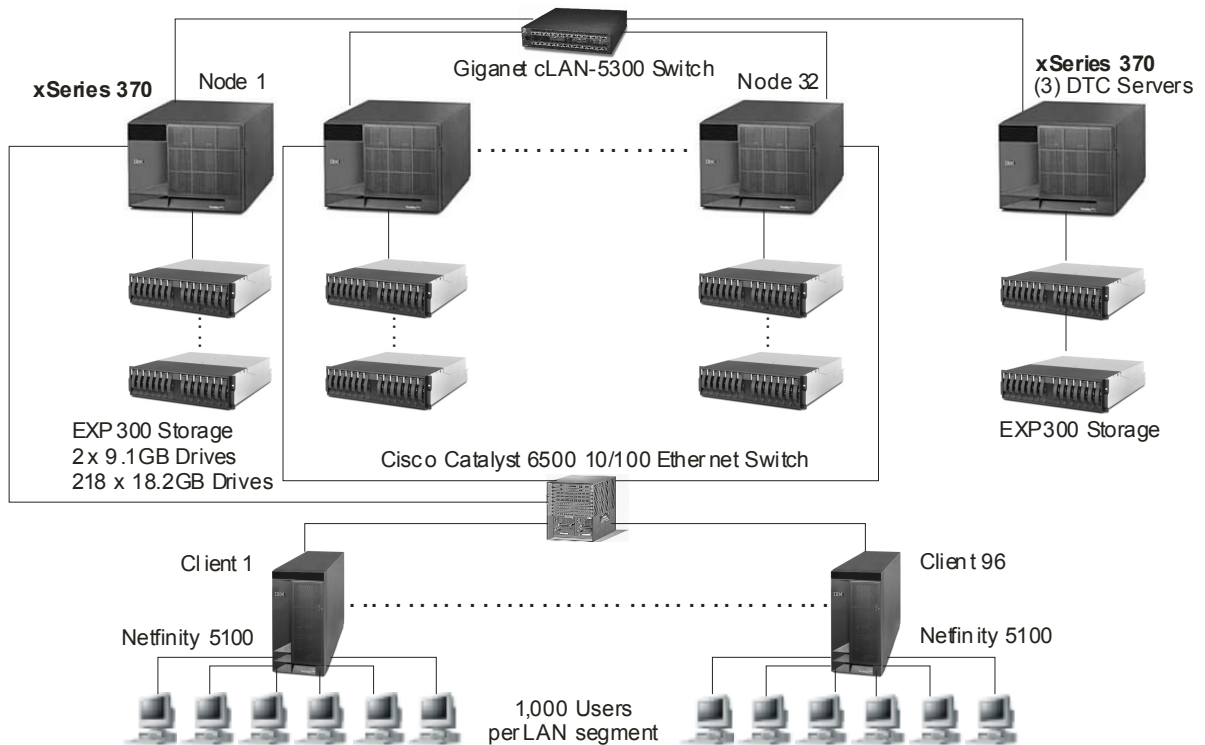 Giganet cLAN-5300 Switch
xSeries 370
Node 1
Node 32
xSeries 370
(3) DTC Servers
EXP300 Storage
2 x 9.1GB Drives
218 x 18.2GB Drives
EXP300 Storage
Cisco Catalyst 6500 10/100 Ethernet Switch
Client 1
Client 96
Netfinity 5100
Netfinity 5100
1,000 Users
per LAN segment